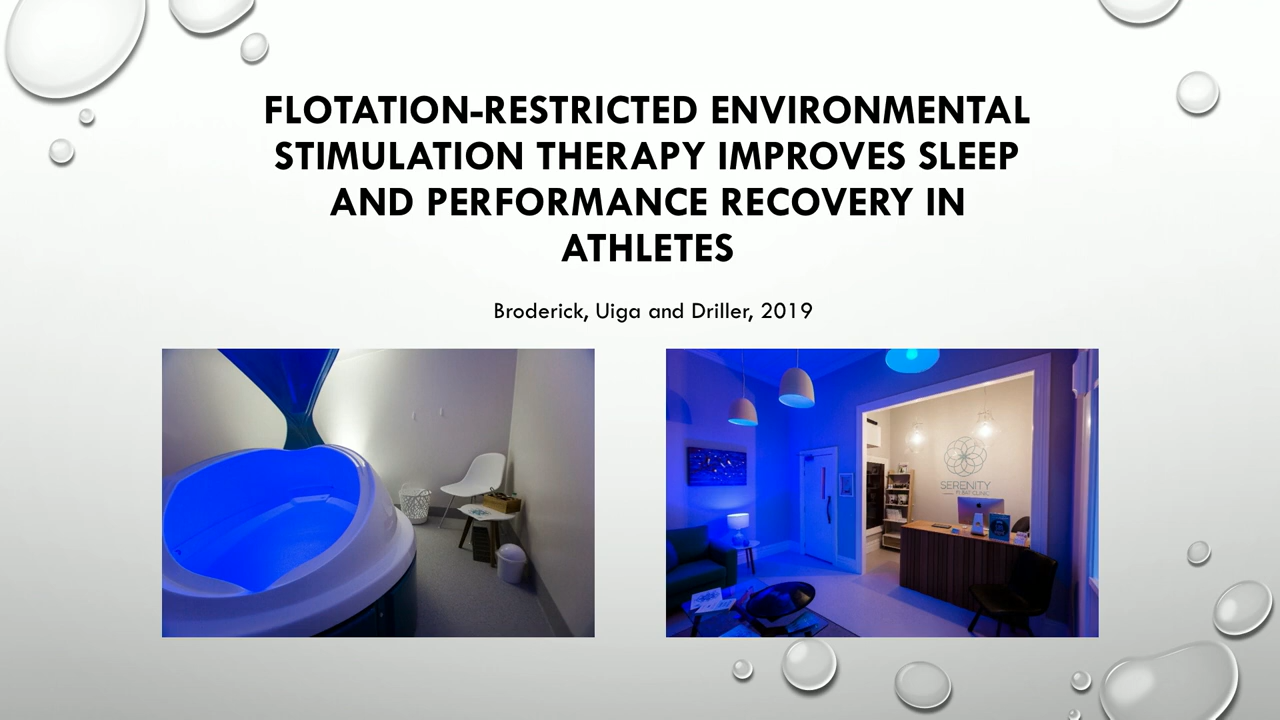 FLOTATION-RESTRICTED ENVIRONMENTAL
STIMULATION THERAPY IMPROVES SLEEP
AND PERFORMANCE RECOVERY IN
ATHLETES
Broderick, Uiga and Driller, 2019
SERENITY